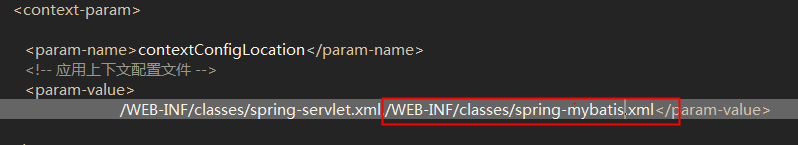 <context-param>
<param-name>contextConfigLocation</param-name>
<!-- 应用上下文配置文件 -->
<param-value>
/WEB-INF/classes/spring-servlet.xml,/WEB-INF/classes/spring-mybatis.xml</param-value>